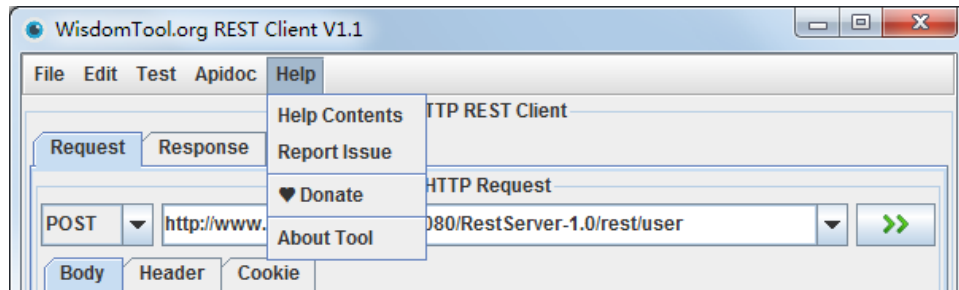 WisdomTool.org REST Client V1.1
File Edit Test Apidoc Help
Help Contents
Report Issue
♥ Donate
About Tool
TTP REST Client
Request Response
HTTP Request
POST http://www. 080/RestServer-1.0/rest/user >>
Body Header Cookie